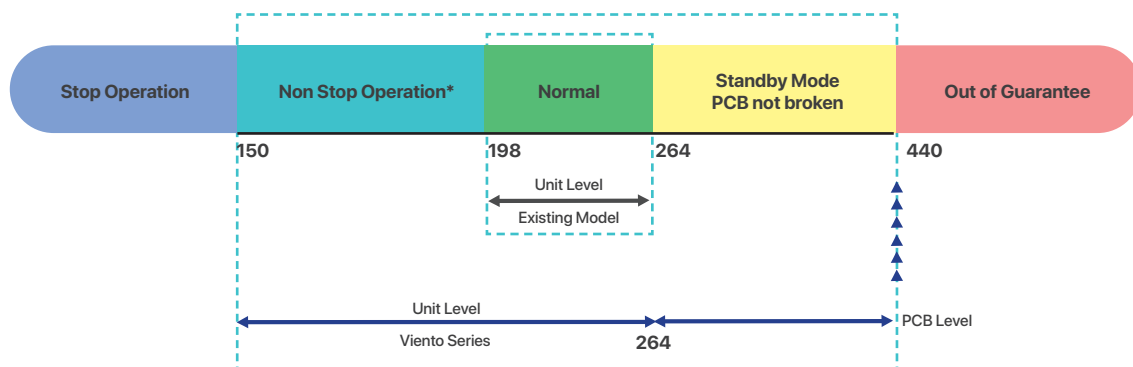 Stop Operation
Non Stop Operation*
Normal
Standby Mode
PCB not broken
Out of Guarantee
150
198
264
440
Unit Level
Existing Model
Unit Level
PCB Level
Viento Series
264